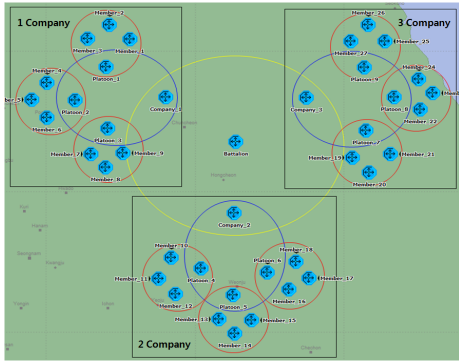 1 Company
Member_2
Member_3
Member_1
Platoon_1
Member_4
Platoon_2
Member_6
Company_1
Platoon_3
Member_7
Member_9
Member_8
3 Company
Member_26
Member_25
Member_27
Platoon_9
Member_24
Company_3
Platoon_8
Member_22
Platoon_7
Member_19
Member_21
Member_20
Battalion
Company_2
Member_10
Member_18
Platoon_6
Member_11
Platoon_4
Member_17
Member_12
Member_16
Platoon_5
Member_13
Member_15
Member_14
2 Company